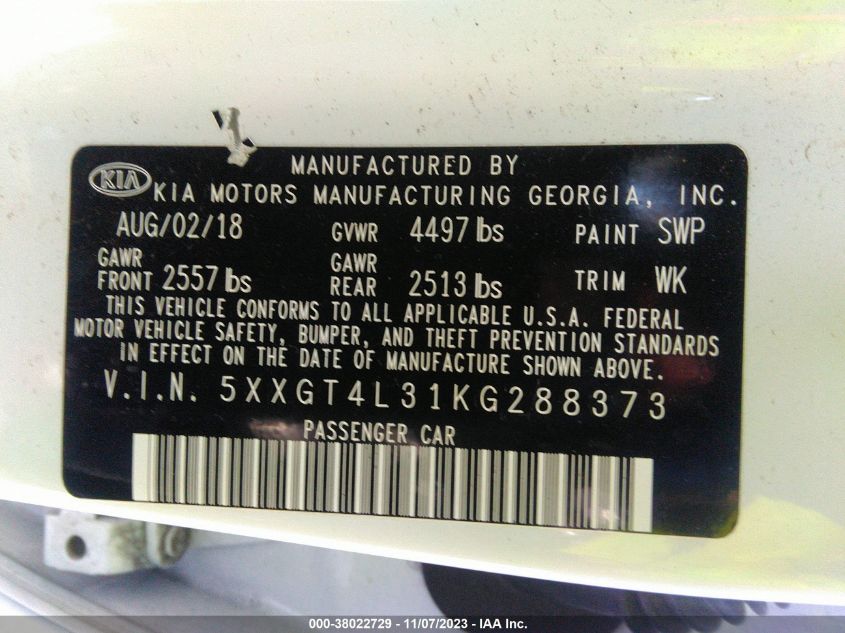 MANUFACTURED BY
KIA
KIA MOTORS MANUFACTURING GEORGIA, INC.
AUG/02/18 GVWR 4497 lbs PAINT SWP
GAWR FRONT 2557 lbs GAWR REAR 2513 lbs TRIM WK
THIS VEHICLE CONFORMS TO ALL APPLICABLE U.S.A. FEDERAL
MOTOR VEHICLE SAFETY, BUMPER, AND THEFT PREVENTION STANDARDS
IN EFFECT ON THE DATE OF MANUFACTURE SHOWN ABOVE.
V.I.N. 5XXGT4L31KG288373
PASSENGER CAR
000-38022729 - 11/07/2023 - IAA Inc.